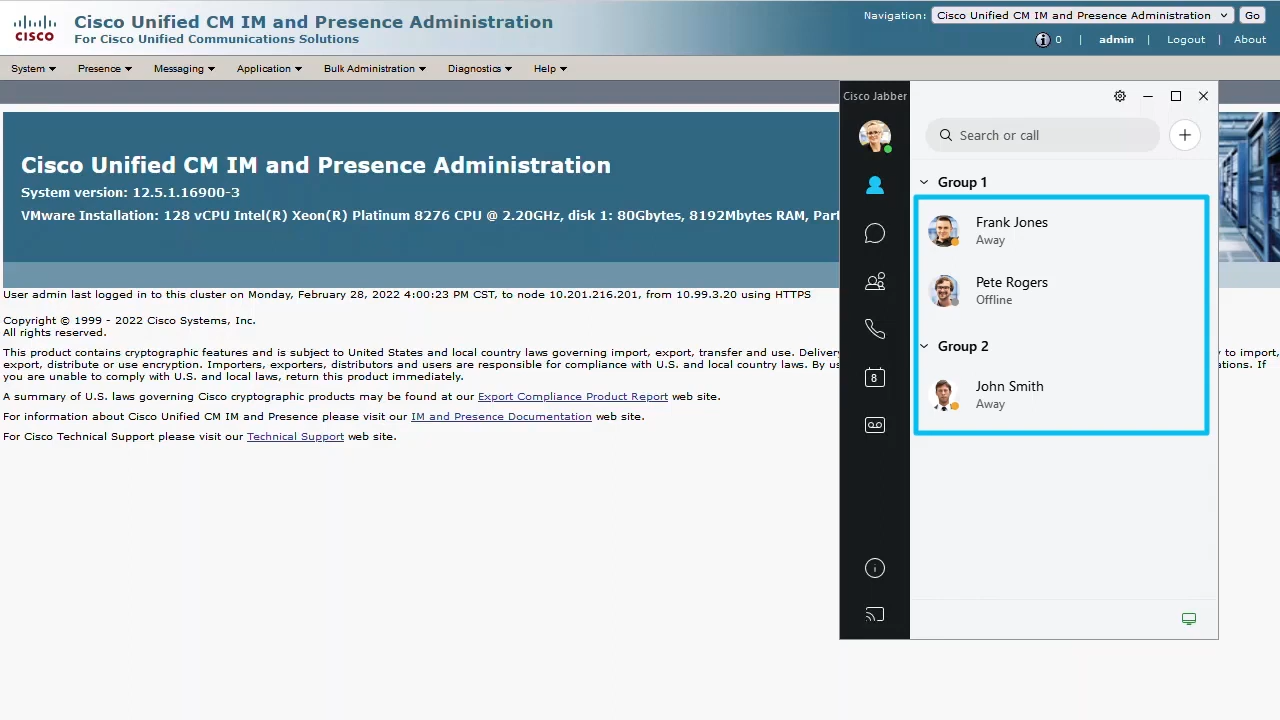 Cisco Unified CM IM and Presence Administration
For Cisco Unified Communications Solutions
CISCO
Navigation: Cisco Unified CM IM and Presence Administration Go
0 | admin | Logout | About
System Presence Messaging Application Bulk Administration Diagnostics Help
Cisco Unified CM IM and Presence Administration
System version: 12.5.1.16900-3
VMware Installation: 128 vCPU Intel(R) Xeon(R) Platinum 8276 CPU @ 2.20GHz, disk 1: 80Gbytes, 8192Mbytes RAM,
User admin last logged in to this cluster on Monday, February 28, 2022 4:00:23 PM CST, to node 10.201.216.201, from 10.99.3.20 using HTTPS
Copyright © 1999 - 2022 Cisco Systems, Inc.
All rights reserved.
This product contains cryptographic features and is subject to United States and local country laws governing import, export, transfer and use. to import,
export, distribute or use encryption. Importers, exporters, distributors and users are responsible for compliance with U.S. and local country laws. By If
you are unable to comply with U.S. and local laws, return this product immediately.
A summary of U.S. laws governing Cisco cryptographic products may be found at our Export Compliance Product Report web site.
For information about Cisco Unified CM IM and Presence please visit our IM and Presence Documentation web site.
For Cisco Technical Support please visit our Technical Support web site.
Cisco Jabber
Search or call
Group 1
Frank Jones
Away
Pete Rogers
Offline
Group 2
John Smith
Away
8